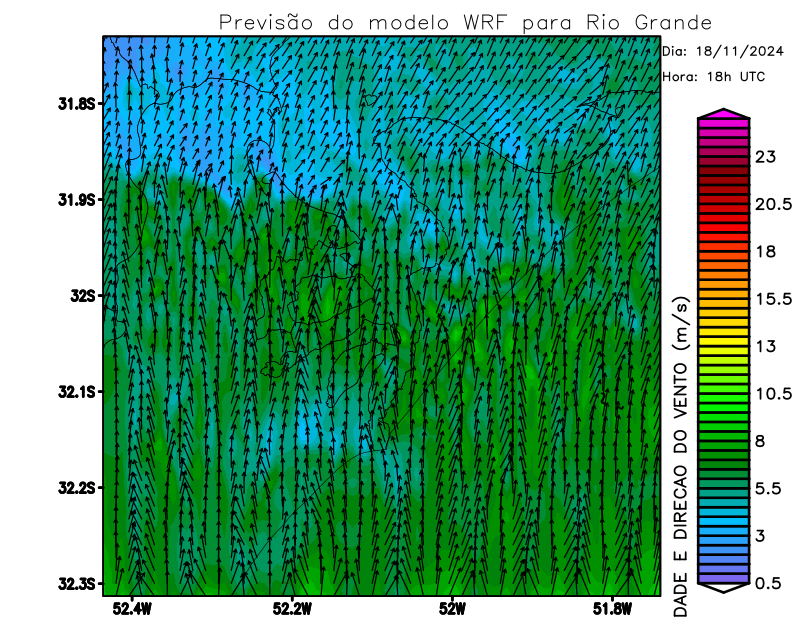 Previsão do modelo WRF para Rio Grande
Dia: 18/11/2024
Hora: 18h UTC
31.8S
31.9S
32S
32.1S
32.2S
32.3S
52.4W
52.2W
52W
51.8W
DADE E DIRECAO DO VENTO (m/s)
23
20.5
18
15.5
13
10.5
8
5.5
3
0.5